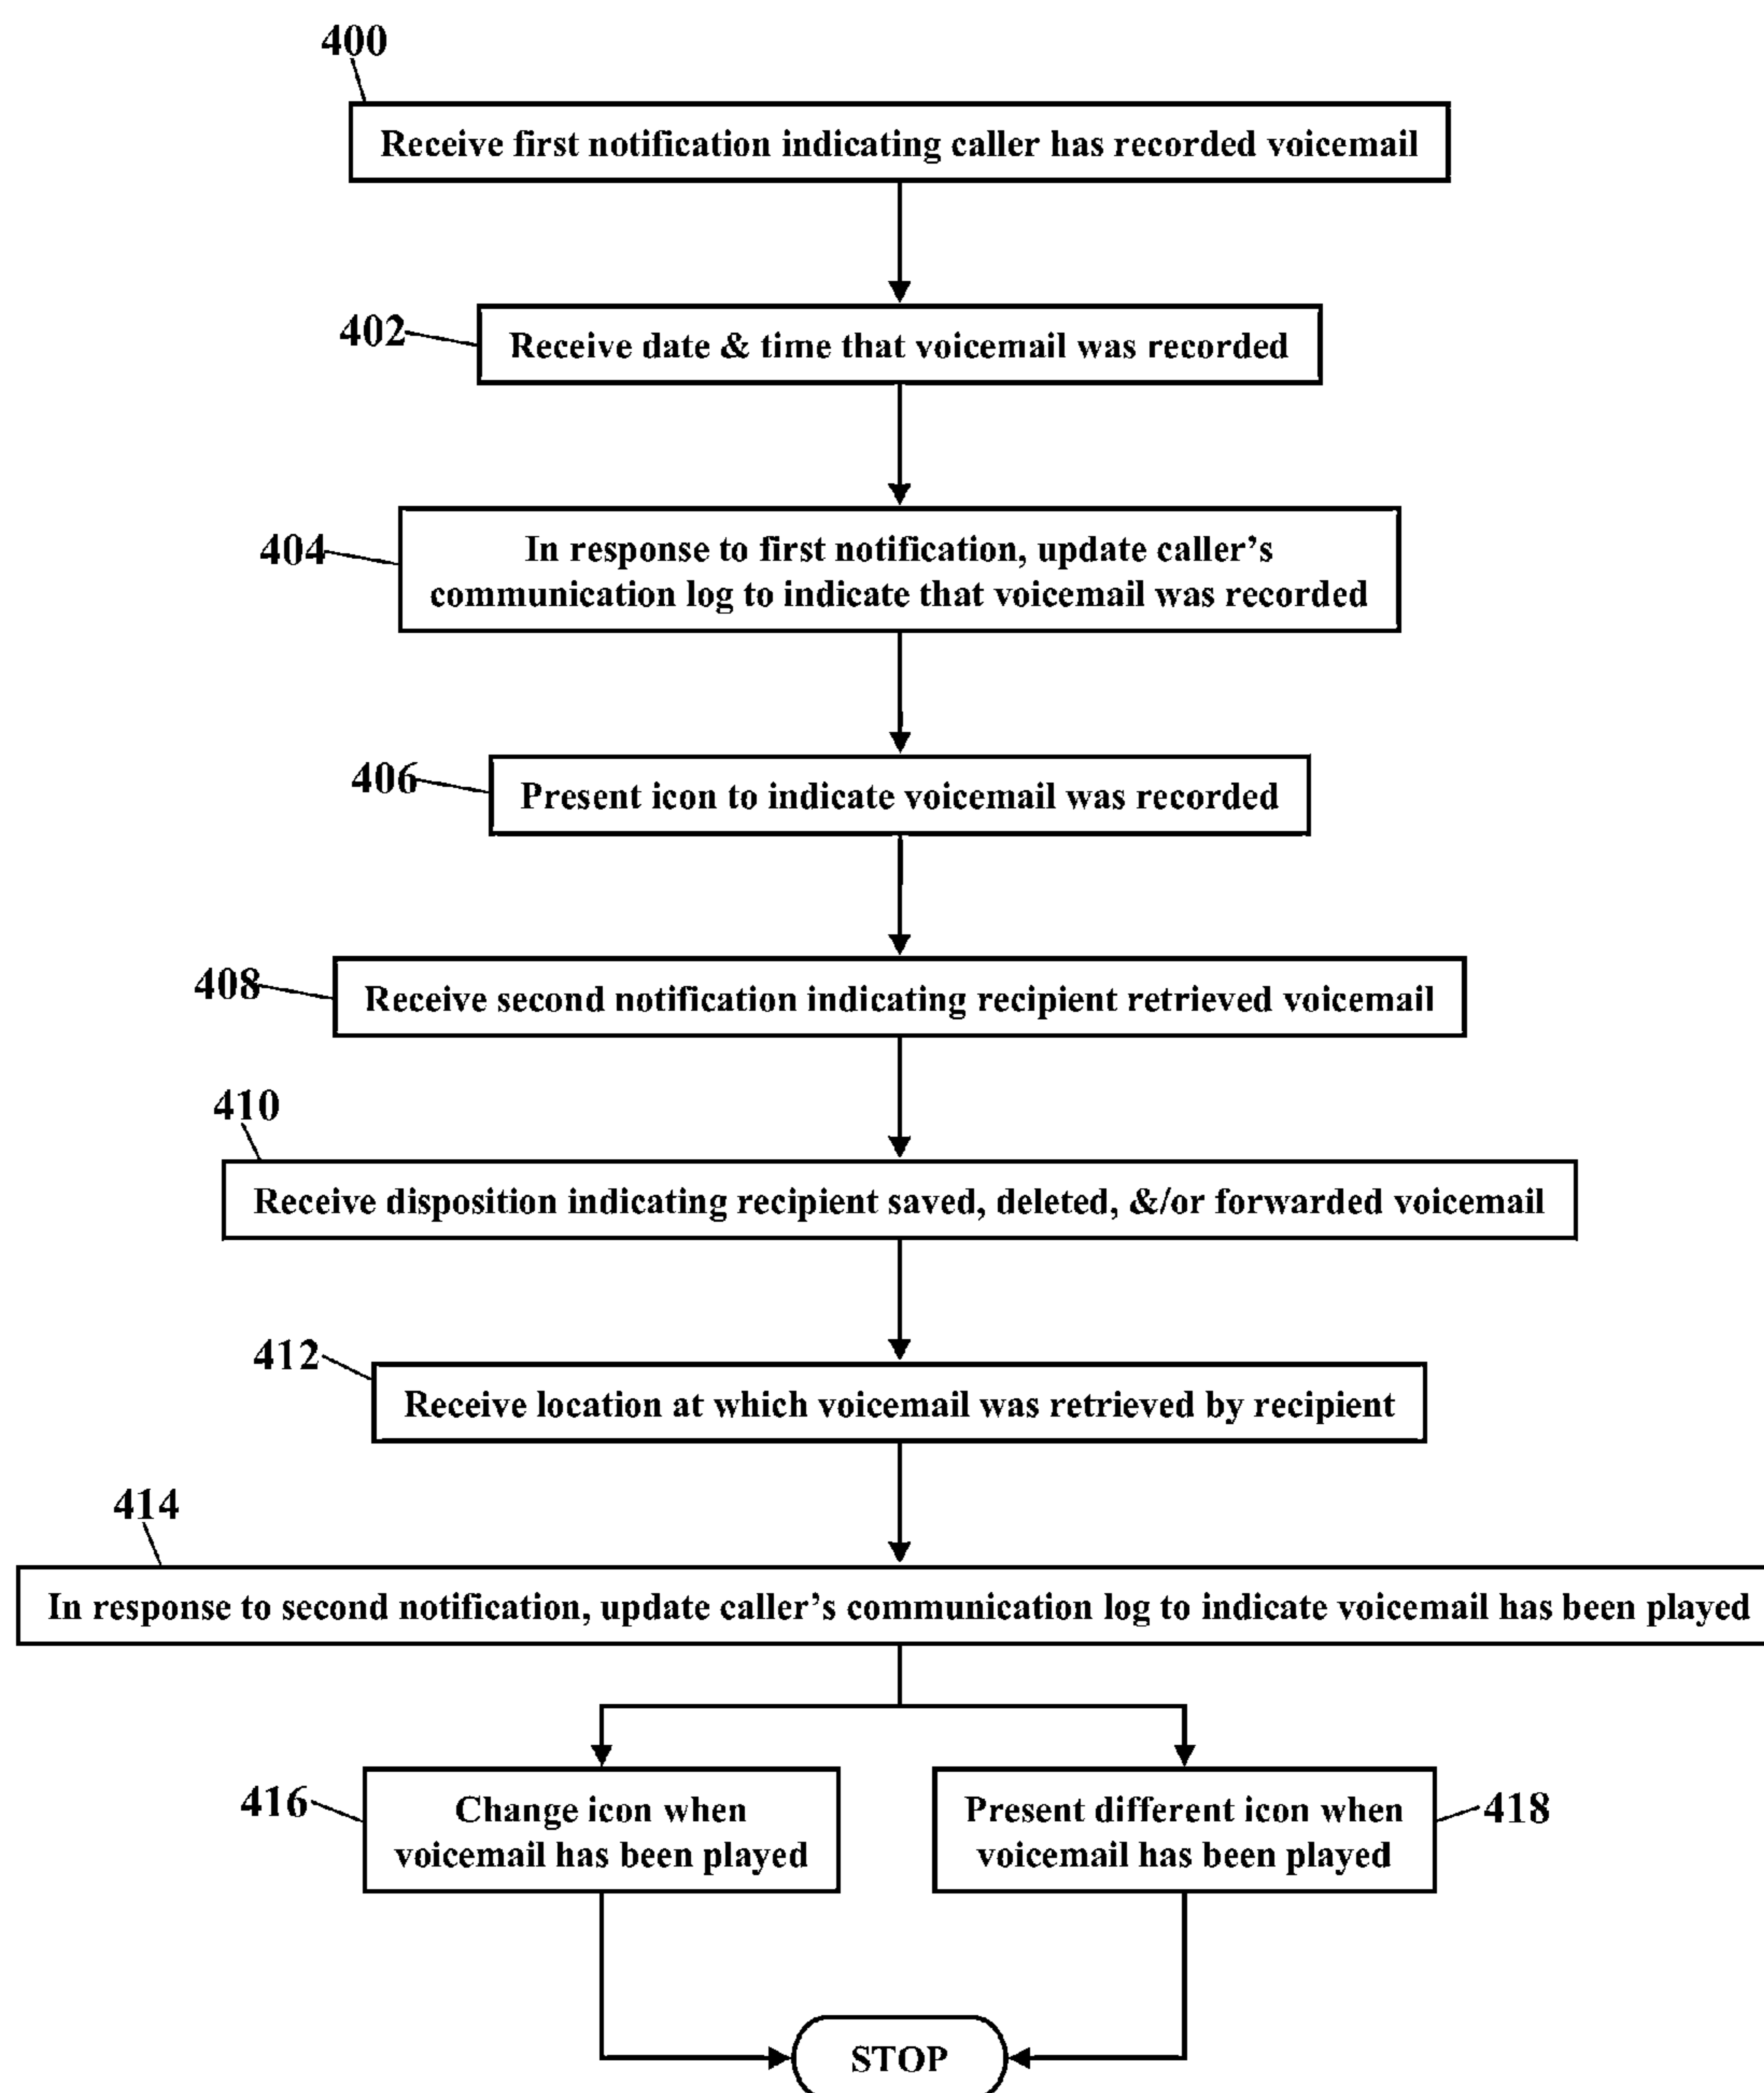 400
Receive first notification indicating caller has recorded voicemail
402
Receive date & time that voicemail was recorded
404
In response to first notification, update caller’s
communication log to indicate that voicemail was recorded
406
Present icon to indicate voicemail was recorded
408
Receive second notification indicating recipient retrieved voicemail
410
Receive disposition indicating recipient saved, deleted, &/or forwarded voicemail
412
Receive location at which voicemail was retrieved by recipient
414
In response to second notification, update caller’s communication log to indicate voicemail has been played
416
Change icon when
voicemail has been played
Present different icon when
voicemail has been played
418
STOP